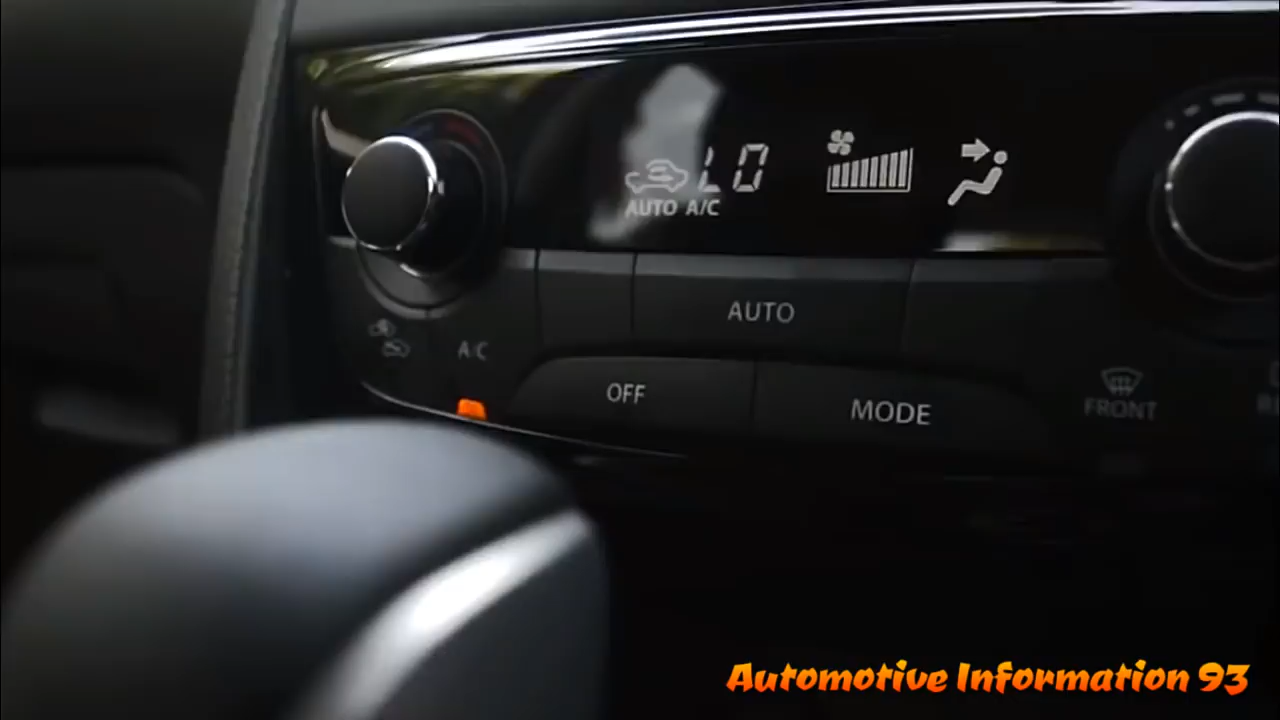 LO
AUTO A/C
AUTO
A/C
OFF
MODE
FRONT
Automotive Information 93